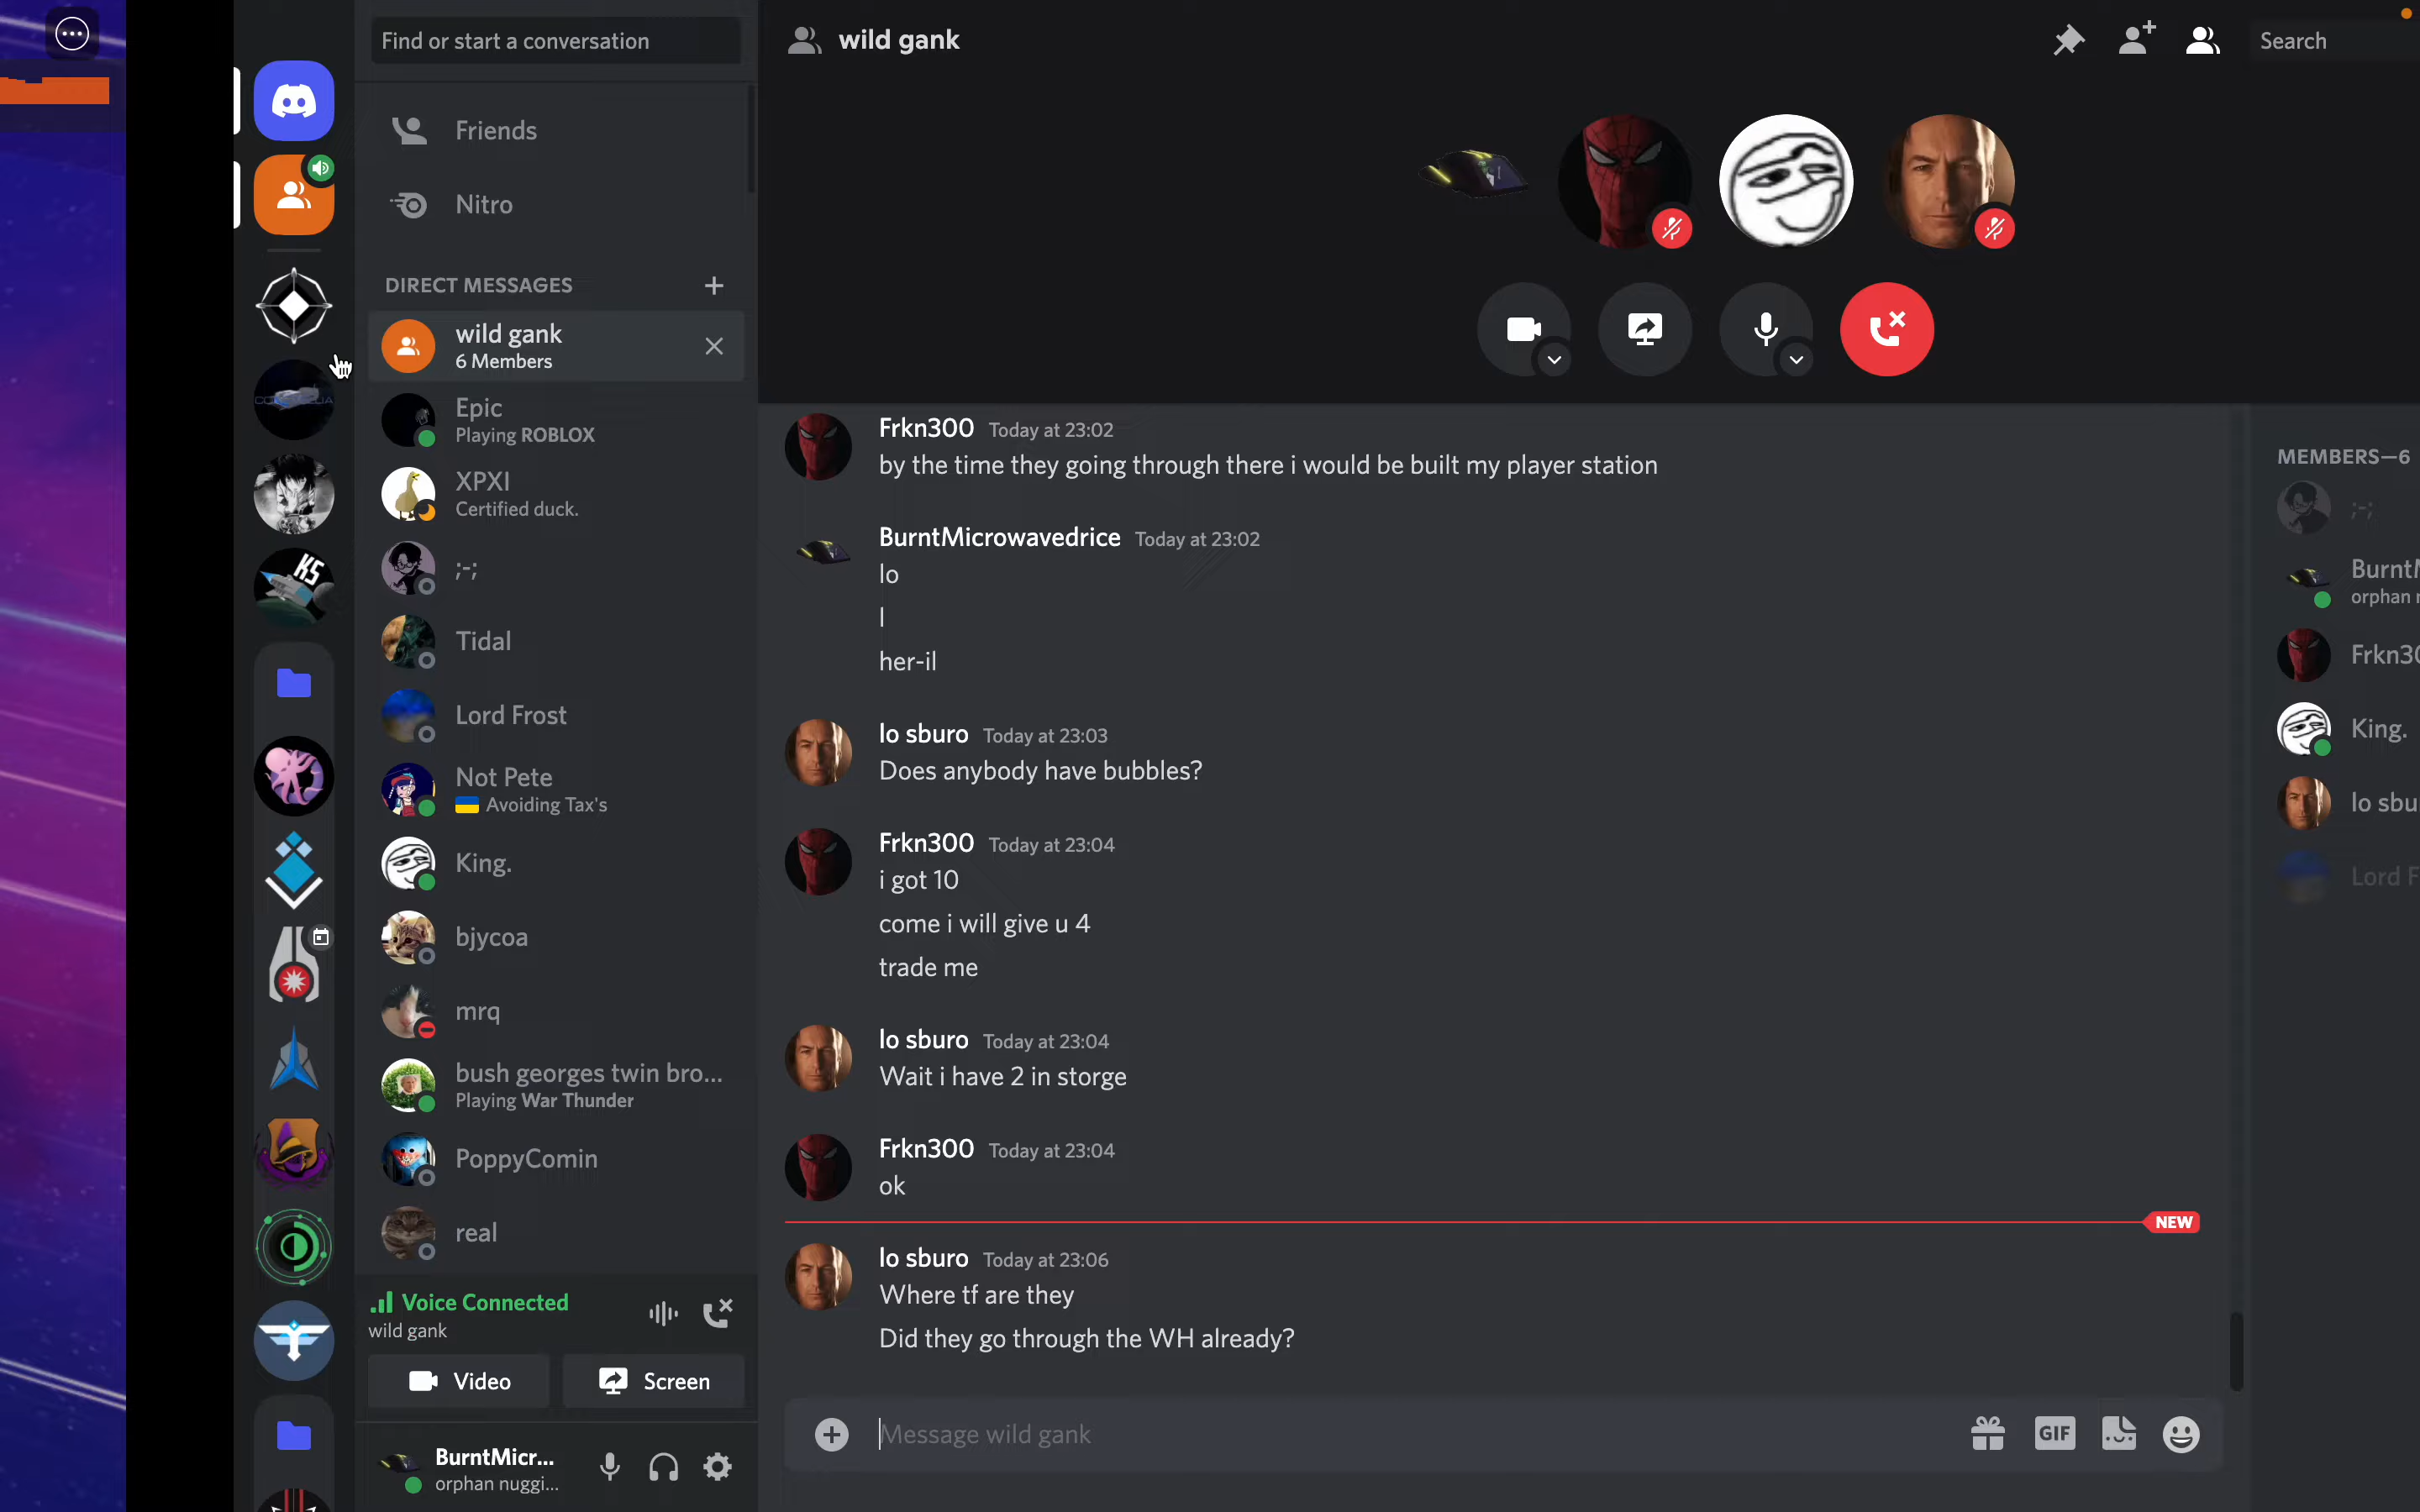 Find or start a conversation
Friends
Nitro
DIRECT MESSAGES
wild gank
6 Members
Epic
Playing ROBLOX
XPXI
Certified duck.
;-;
Tidal
Lord Frost
Not Pete
Avoiding Tax's
King.
bjycoa
mrq
bush georges twin bro...
Playing War Thunder
PoppyComin
real
Voice Connected
wild gank
Video
Screen
BurntMicr...
orphan nuggi...
KS
wild gank
Search
Frkn300 Today at 23:02
by the time they going through there i would be built my player station
BurntMicrowavedrice Today at 23:02
lo
l
her-il
lo sburo Today at 23:03
Does anybody have bubbles?
Frkn300 Today at 23:04
i got 10
come i will give u 4
trade me
lo sburo Today at 23:04
Wait i have 2 in storge
Frkn300 Today at 23:04
ok
NEW
lo sburo Today at 23:06
Where tf are they
Did they go through the WH already?
Message wild gank
GIF
MEMBERS—6
;-;
Burnt
orphan
Frkn30
King.
lo sbu
Lord F